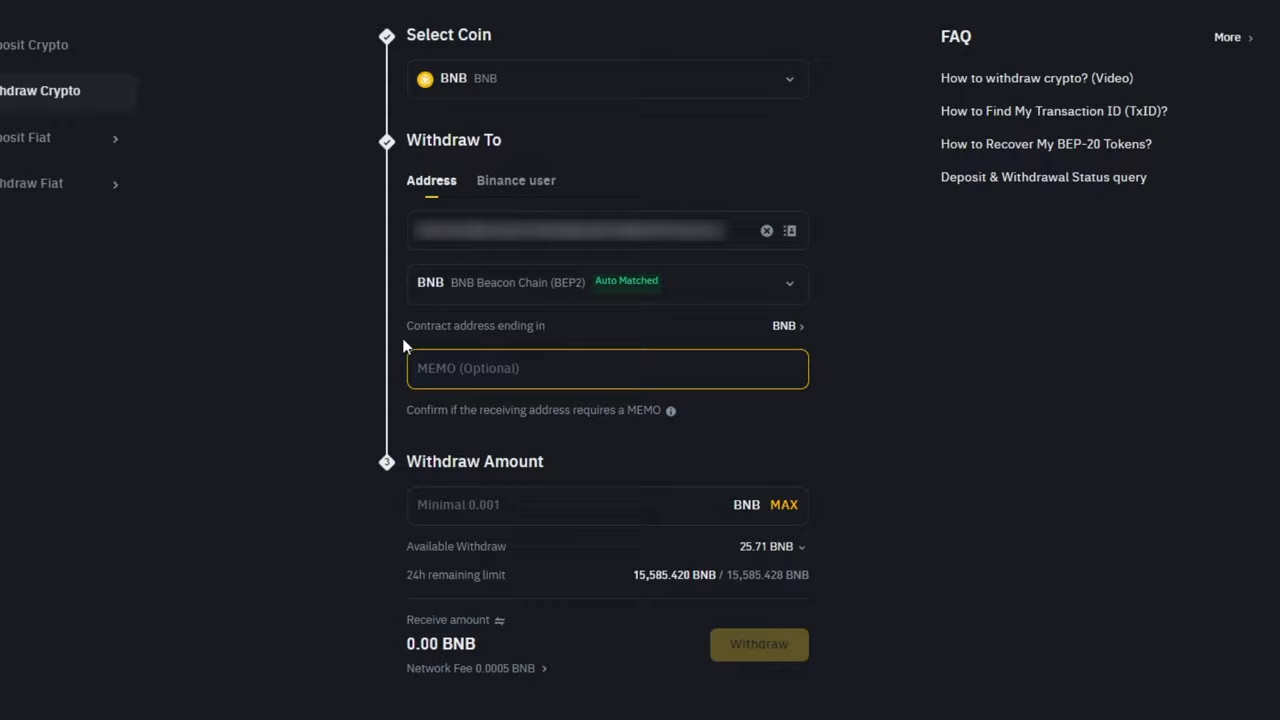 posit Crypto
hdraw Crypto
posit Fiat
hdraw Fiat
Select Coin
BNB BNB
Withdraw To
Address Binance user
BNB BNB Beacon Chain (BEP2) Auto Matched
Contract address ending in BNB
MEMO (Optional)
Confirm if the receiving address requires a MEMO
3 Withdraw Amount
Minimal 0.001 BNB MAX
Available Withdraw 25.71 BNB
24h remaining limit 15,585.420 BNB / 15,585.428 BNB
Receive amount
0.00 BNB
Withdraw
Network Fee 0.0005 BNB
FAQ More
How to withdraw crypto? (Video)
How to Find My Transaction ID (TxID)?
How to Recover My BEP-20 Tokens?
Deposit & Withdrawal Status query